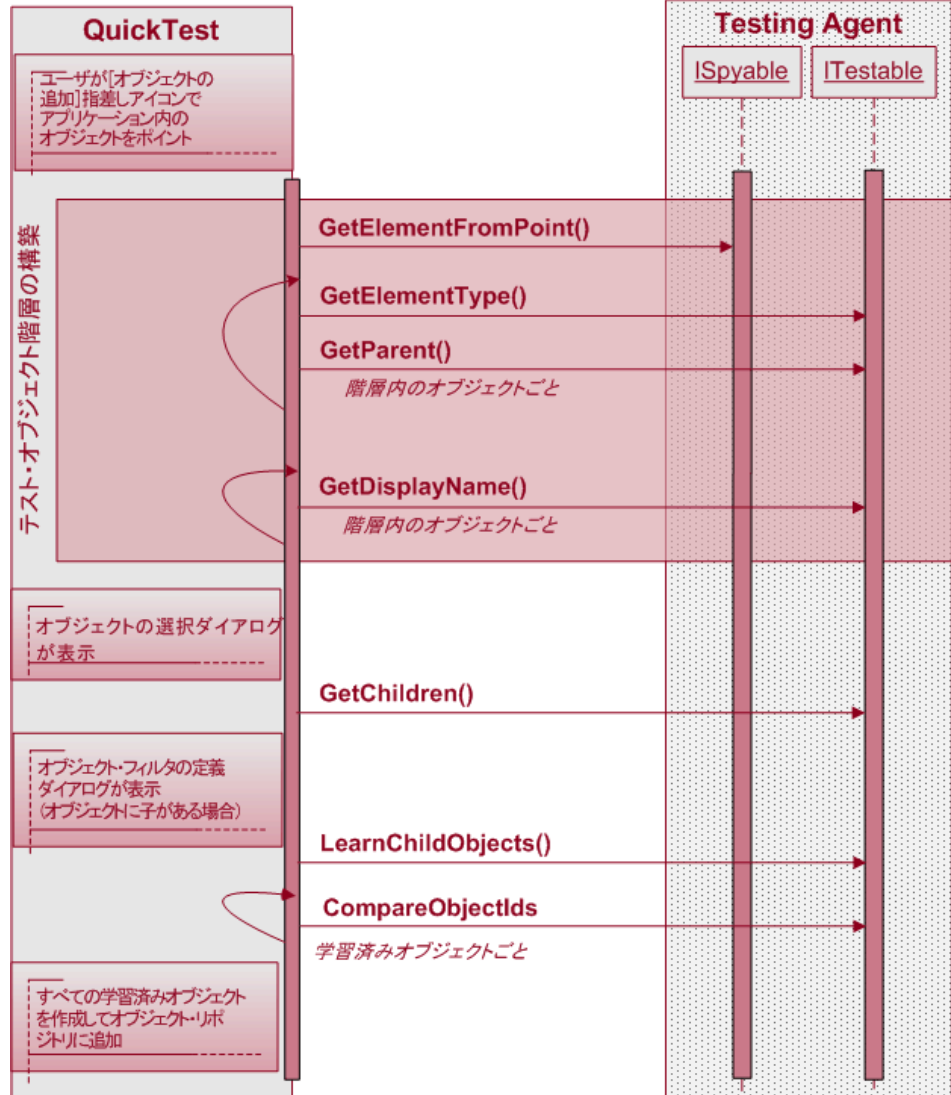 QuickTest
Testing Agent
ISpyable
ITestable
ユーザが[オブジェクトの
追加]指差しアイコンで
アプリケーション内の
オブジェクトをポイント
テスト・オブジェクト階層の構築
GetElementFromPoint()
GetElementType()
GetParent()
階層内のオブジェクトごと
GetDisplayName()
階層内のオブジェクトごと
オブジェクトの選択ダイアログ
が表示
GetChildren()
オブジェクト・フィルタの定義
ダイアログが表示
(オブジェクトに子がある場合)
LearnChildObjects()
CompareObjectIds
学習済みオブジェクトごと
すべての学習済みオブジェクト
を作成してオブジェクト・リポ
ジトリに追加